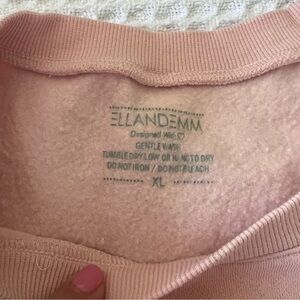 ELLANDEMM
Designed With ♡
GENTLE WASH
TUMBLE DRY/LOW OR HANG TO DRY
DO NOT IRON / DO NOT BLEACH
XL